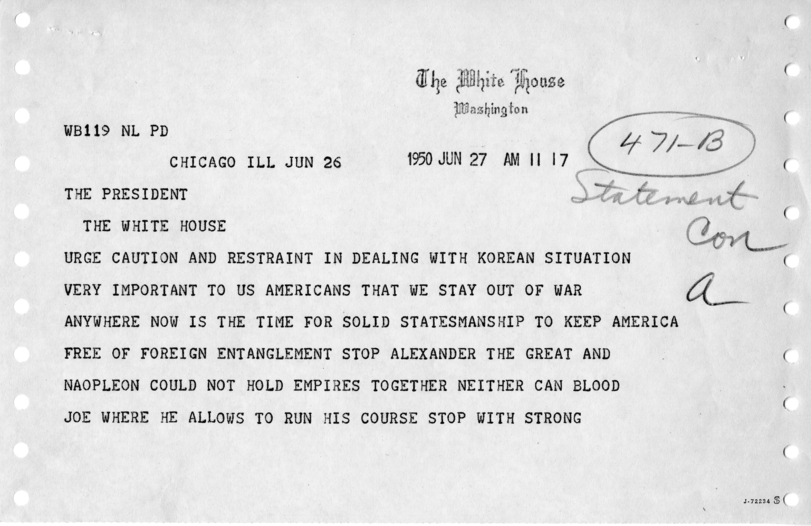 The White House
Washington
WB119 NL PD
CHICAGO ILL JUN 26 1950 JUN 27 AM 11 17
471-B
Statement
Con
a
THE PRESIDENT
THE WHITE HOUSE
URGE CAUTION AND RESTRAINT IN DEALING WITH KOREAN SITUATION
VERY IMPORTANT TO US AMERICANS THAT WE STAY OUT OF WAR
ANYWHERE NOW IS THE TIME FOR SOLID STATESMANSHIP TO KEEP AMERICA
FREE OF FOREIGN ENTANGLEMENT STOP ALEXANDER THE GREAT AND
NAOPLEON COULD NOT HOLD EMPIRES TOGETHER NEITHER CAN BLOOD
JOE WHERE HE ALLOWS TO RUN HIS COURSE STOP WITH STRONG
J-72234